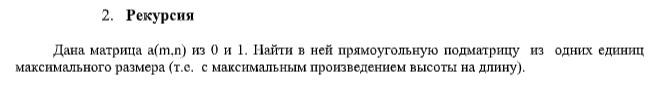 2. Рекурсия
Дана матрица a(m,n) из 0 и 1. Найти в ней прямоугольную подматрицу из одних единиц
максимального размера (т.е. с максимальным произведением высоты на длину).